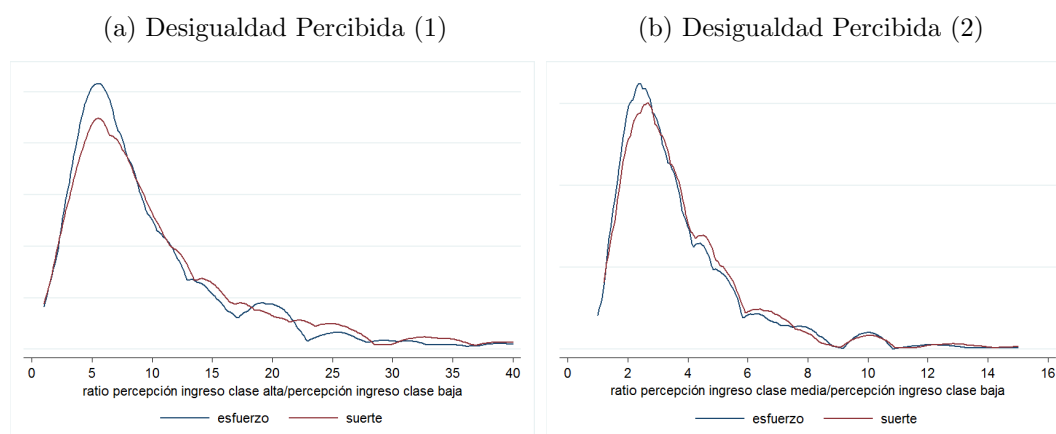 (a) Desigualdad Percibida (1)
(b) Desigualdad Percibida (2)
0 5 10 15 20 25 30 35 40
ratio percepción ingreso clase alta/percepción ingreso clase baja
esfuerzo suerte
0 2 4 6 8 10 12 14 16
ratio percepción ingreso clase media/percepción ingreso clase baja
esfuerzo suerte